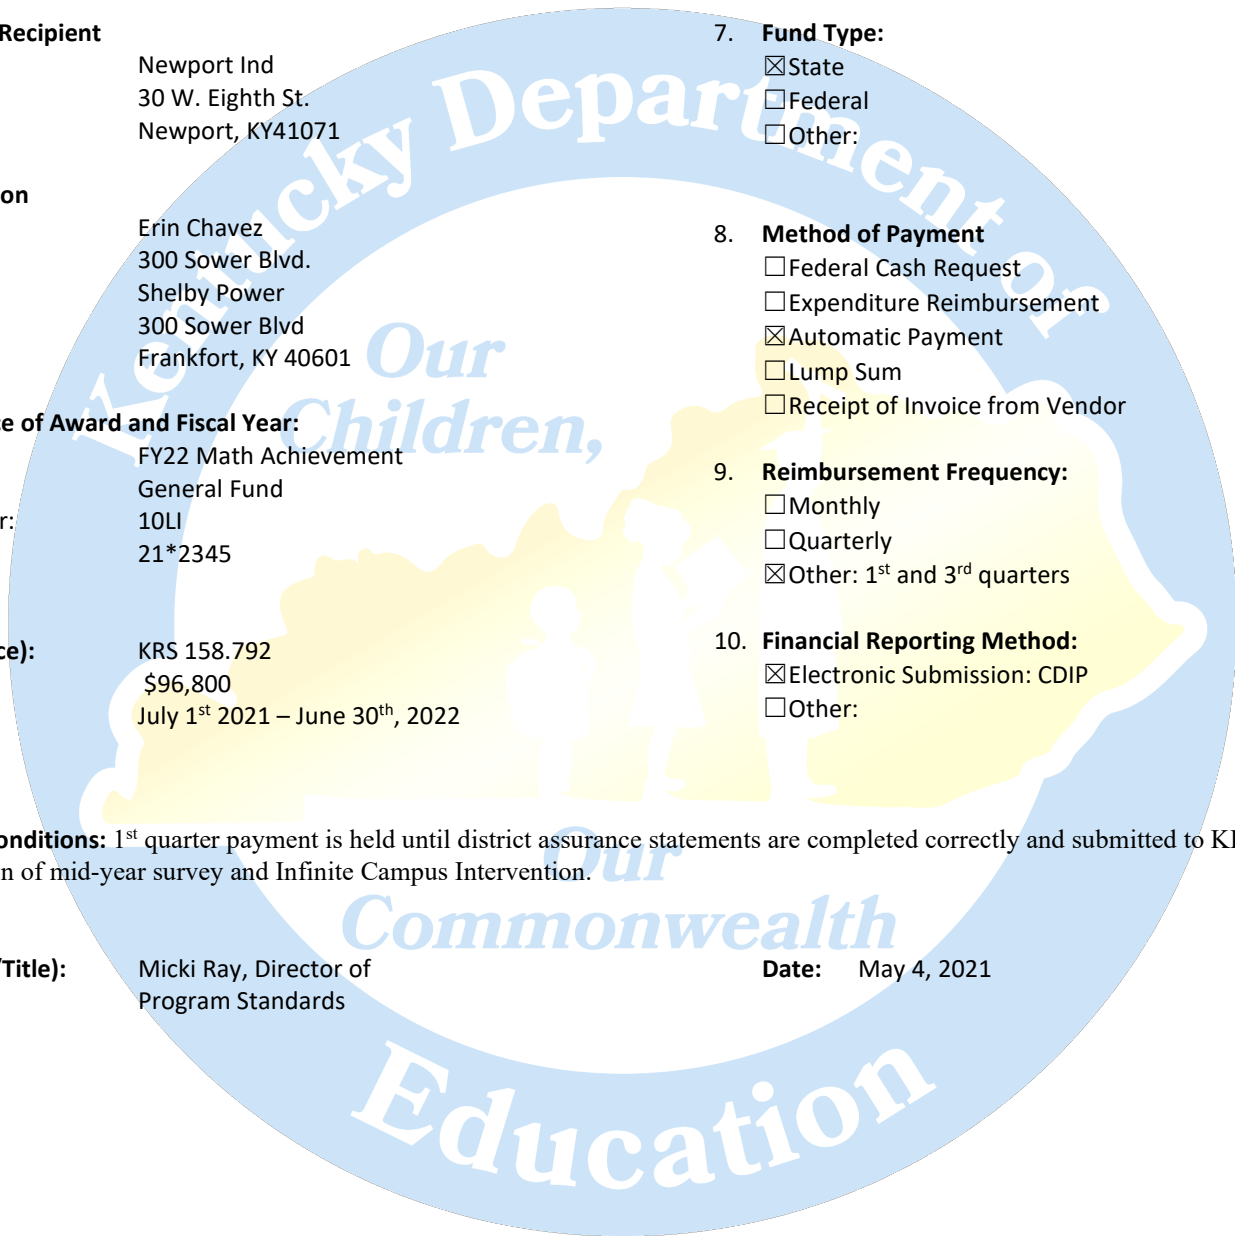 Recipient
Newport Ind
30 W. Eighth St.
Newport, KY41071
on
Erin Chavez
300 Sower Blvd.
Shelby Power
300 Sower Blvd
Frankfort, KY 40601
ce of Award and Fiscal Year:
FY22 Math Achievement
General Fund
r: 10LI
21*2345
ce): KRS 158.792
$96,800
July 1st 2021 – June 30th, 2022
7. Fund Type:
☒State
☐Federal
☐Other:
8. Method of Payment
☐Federal Cash Request
☐Expenditure Reimbursement
☒Automatic Payment
☐Lump Sum
☐Receipt of Invoice from Vendor
9. Reimbursement Frequency:
☐Monthly
☐Quarterly
☒Other: 1st and 3rd quarters
10. Financial Reporting Method:
☒Electronic Submission: CDIP
☐Other:
onditions: 1st quarter payment is held until district assurance statements are completed correctly and submitted to KI
n of mid-year survey and Infinite Campus Intervention.
/Title): Micki Ray, Director of
Program Standards
Date: May 4, 2021
Kentucky Department of
Education
Our
Children,
Our
Commonwealth